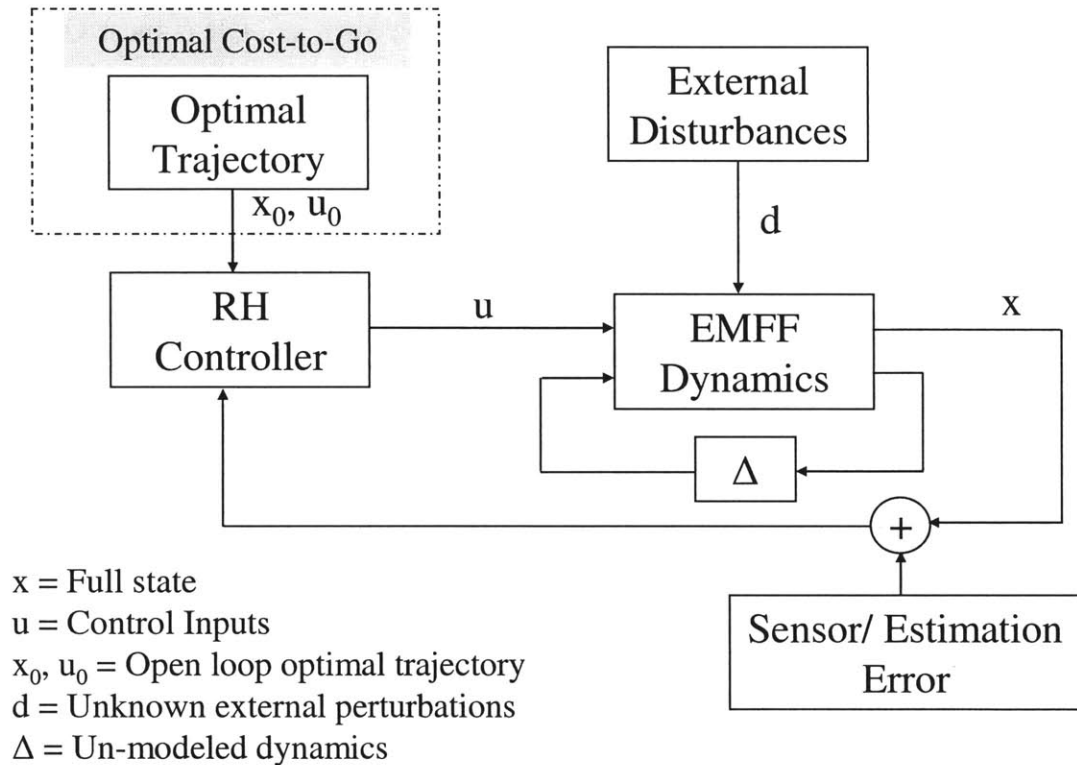 Optimal Cost-to-Go
Optimal
Trajectory
x₀, u₀
External
Disturbances
d
RH
Controller
u
EMFF
Dynamics
x
Δ
+
Sensor/ Estimation
Error
x = Full state
u = Control Inputs
x₀, u₀ = Open loop optimal trajectory
d = Unknown external perturbations
Δ = Un-modeled dynamics